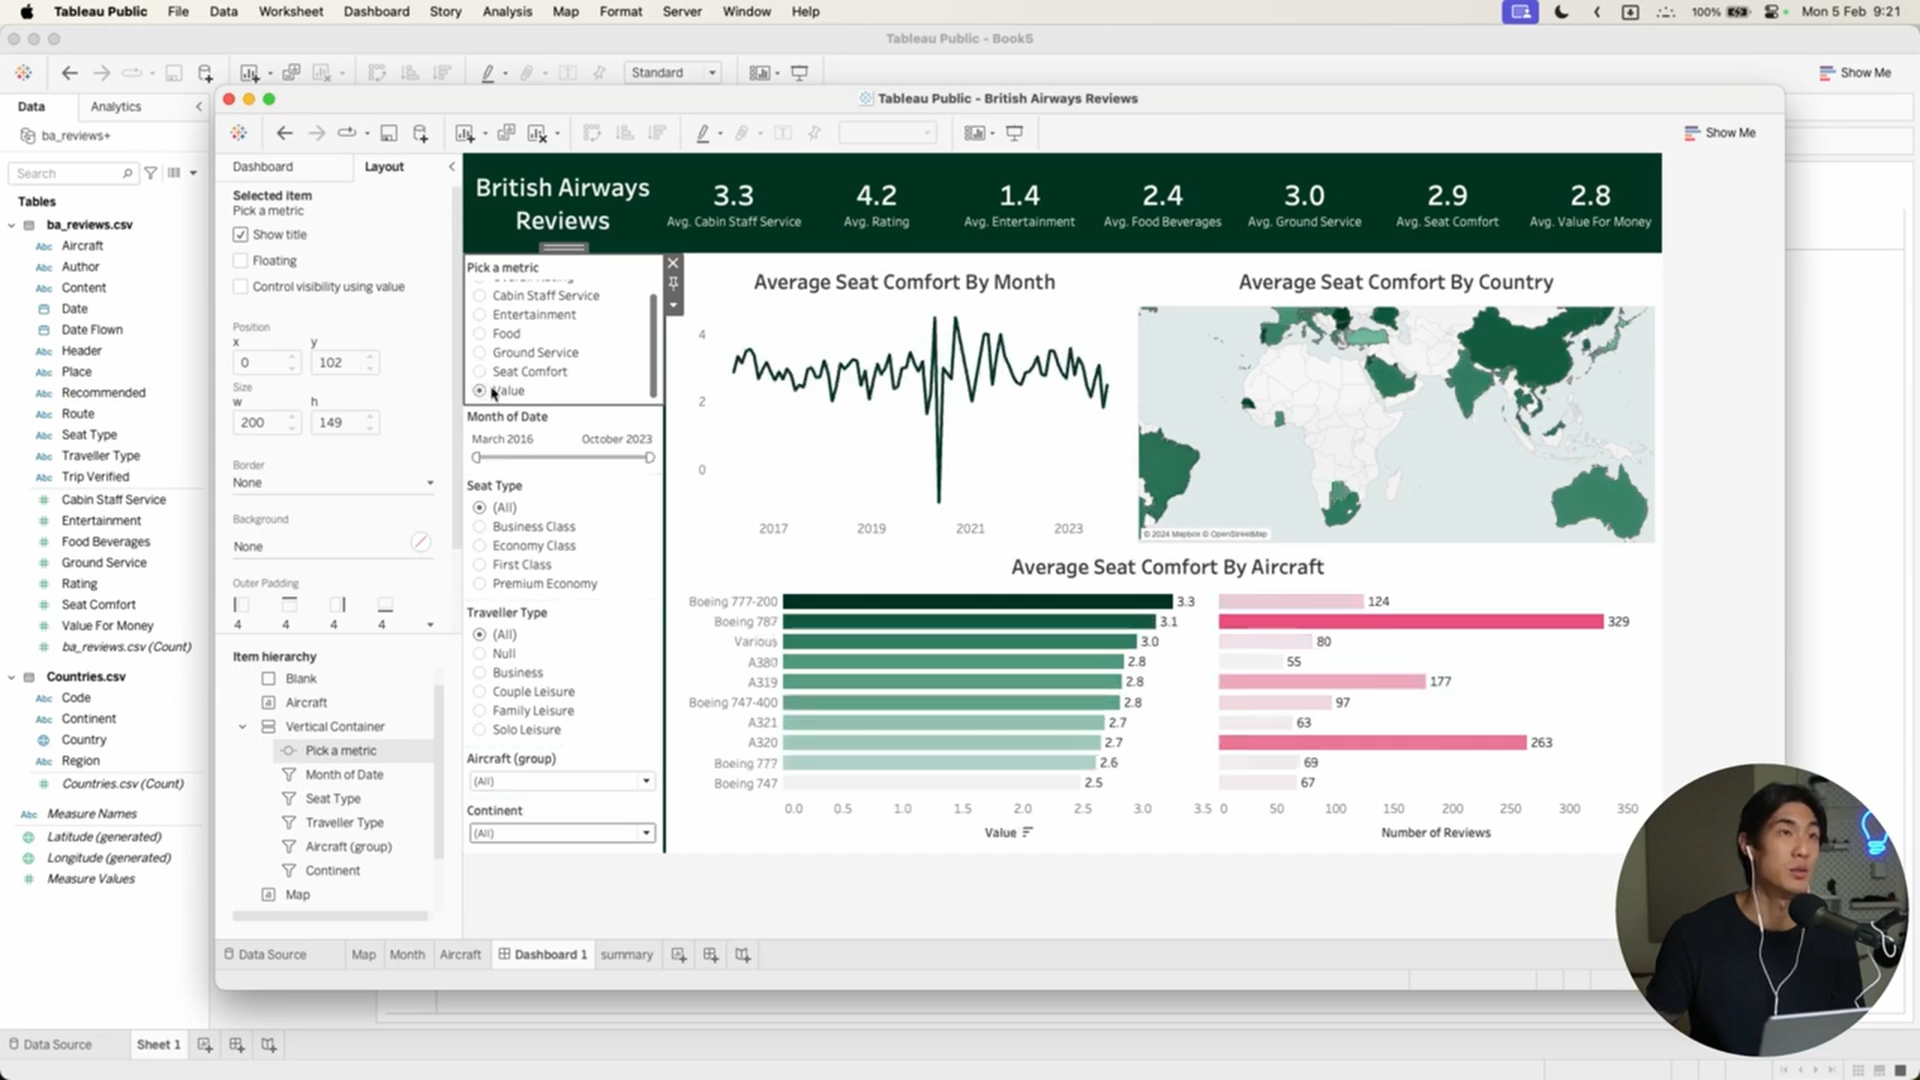 Tableau Public File Data Worksheet Dashboard Story Analysis Map Format Server Window Help 100% Mon 5 Feb 9:21
Tableau Public - Book5
Standard
Show Me
Data Analytics
ba_reviews+
Search
Tables
ba_reviews.csv
Abc Aircraft
Abc Author
Abc Content
Date
Date Flown
Abc Header
Abc Place
Abc Recommended
Abc Route
Abc Seat Type
Abc Traveller Type
Abc Trip Verified
# Cabin Staff Service
# Entertainment
# Food Beverages
# Ground Service
# Rating
# Seat Comfort
# Value For Money
# ba_reviews.csv (Count)
Countries.csv
Abc Code
Abc Continent
Country
Abc Region
# Countries.csv (Count)
Abc Measure Names
Latitude (generated)
Longitude (generated)
# Measure Values
Tableau Public - British Airways Reviews
Show Me
Dashboard Layout
Selected item
Pick a metric
Show title
Floating
Control visibility using value
Position
x y
0 102
Size
w h
200 149
Border
None
Background
None
Outer Padding
4 4 4 4
Item hierarchy
Blank
Aircraft
Vertical Container
Pick a metric
Month of Date
Seat Type
Traveller Type
Aircraft (group)
Continent
Map
British Airways
Reviews
3.3
Avg. Cabin Staff Service
4.2
Avg. Rating
1.4
Avg. Entertainment
2.4
Avg. Food Beverages
3.0
Avg. Ground Service
2.9
Avg. Seat Comfort
2.8
Avg. Value For Money
Pick a metric
Cabin Staff Service
Entertainment
Food
Ground Service
Seat Comfort
Value
Month of Date
March 2016 October 2023
Seat Type
(All)
Business Class
Economy Class
First Class
Premium Economy
Traveller Type
(All)
Null
Business
Couple Leisure
Family Leisure
Solo Leisure
Aircraft (group)
(All)
Continent
(All)
Average Seat Comfort By Month
4
2
0
2017 2019 2021 2023
Average Seat Comfort By Country
© 2024 Mapbox © OpenStreetMap
Average Seat Comfort By Aircraft
Boeing 777-200 3.3 124
Boeing 787 3.1 329
Various 3.0 80
A380 2.8 55
A319 2.8 177
Boeing 747-400 2.8 97
A321 2.7 63
A320 2.7 263
Boeing 777 2.6 69
Boeing 747 2.5 67
0.0 0.5 1.0 1.5 2.0 2.5 3.0 3.5 0 50 100 150 200 250 300 350
Value Number of Reviews
Data Source Map Month Aircraft Dashboard 1 summary
Data Source Sheet 1